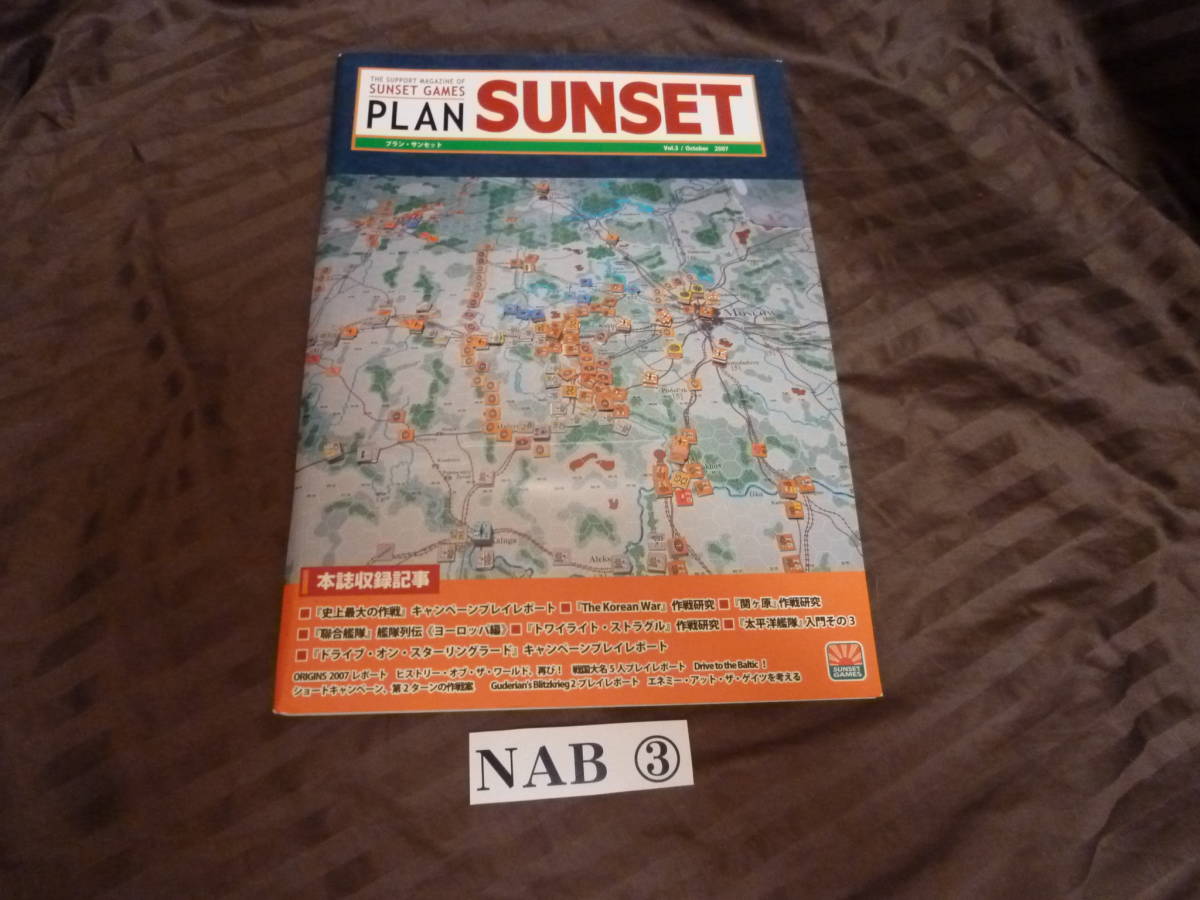 THE SUPPORT MAGAZINE OF
SUNSET GAMES
PLAN SUNSET
プラン・サンセット Vol.3 / October 2007
Moscow
Kaluga
Aleks
Oka
本誌収録記事
■『史上最大の作戦』キャンペーンプレイレポート ■『The Korean War』作戦研究 ■『関ヶ原』作戦研究
■『聯合艦隊』艦隊列伝《ヨーロッパ編》 ■『トワイライト・ストラグル』作戦研究 ■『太平洋艦隊』入門その3
■『ドライブ・オン・スターリングラード』キャンペーンプレイレポート
ORIGINS 2007 レポート ヒストリー・オブ・ザ・ワールド、再び！ 戦国大名5人プレイレポート Drive to the Baltic！
ショートキャンペーン、第2ターンの作戦案 Guderian's Blitzkrieg 2 プレイレポート エネミー・アット・ザ・ゲイツを考える
SUNSET
GAMES
NAB ③